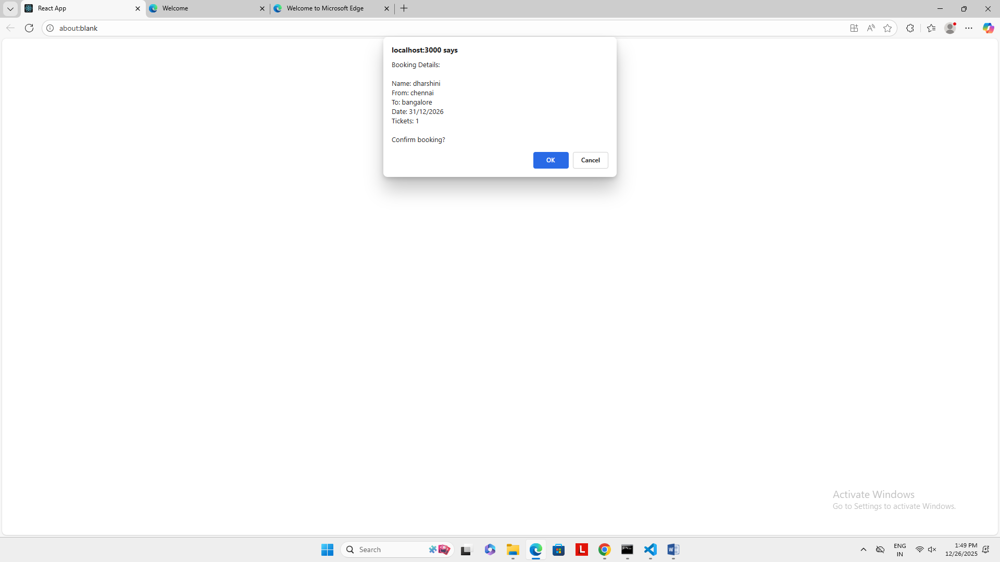 React App
Welcome
Welcome to Microsoft Edge
about:blank
localhost:3000 says
Booking Details:
Name: dharshini
From: chennai
To: bangalore
Date: 31/12/2026
Tickets: 1
Confirm booking?
OK
Cancel
Activate Windows
Go to Settings to activate Windows.
Search
L
ENG
IN
1:49 PM
12/26/2025